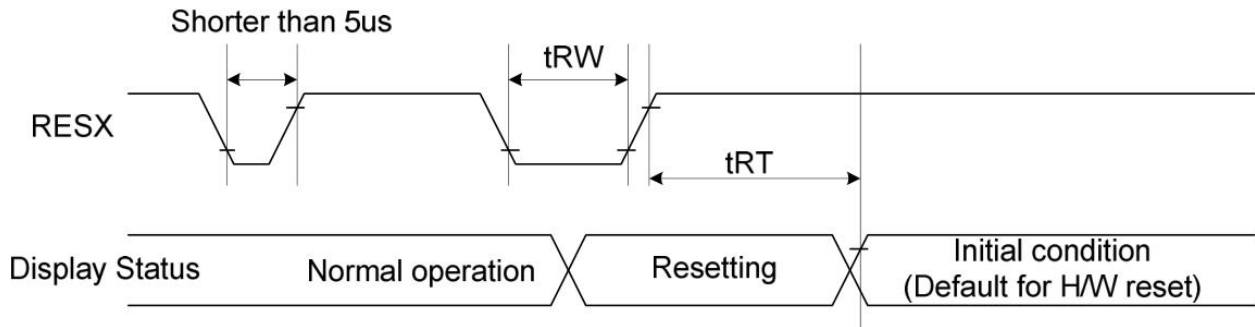 Shorter than 5us
tRW
RESX
tRT
Display Status
Normal operation
Resetting
Initial condition
(Default for H/W reset)